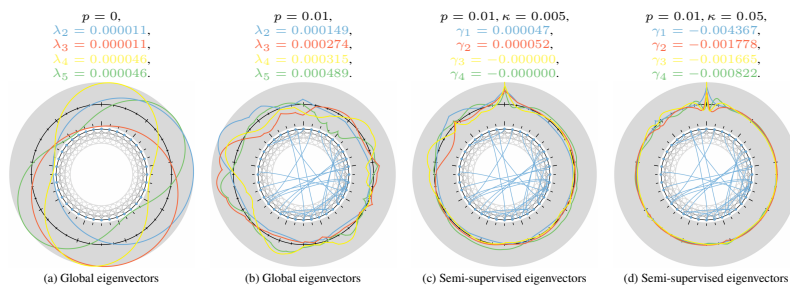 p = 0,
λ2 = 0.000011,
λ3 = 0.000011,
λ4 = 0.000046,
λ5 = 0.000046.
(a) Global eigenvectors
p = 0.01,
λ2 = 0.000149,
λ3 = 0.000274,
λ4 = 0.000315,
λ5 = 0.000489.
(b) Global eigenvectors
p = 0.01, κ = 0.005,
γ1 = 0.000047,
γ2 = 0.000052,
γ3 = −0.000000,
γ4 = −0.000000.
(c) Semi-supervised eigenvectors
p = 0.01, κ = 0.05,
γ1 = −0.004367,
γ2 = −0.001778,
γ3 = −0.001665,
γ4 = −0.000822.
(d) Semi-supervised eigenvectors